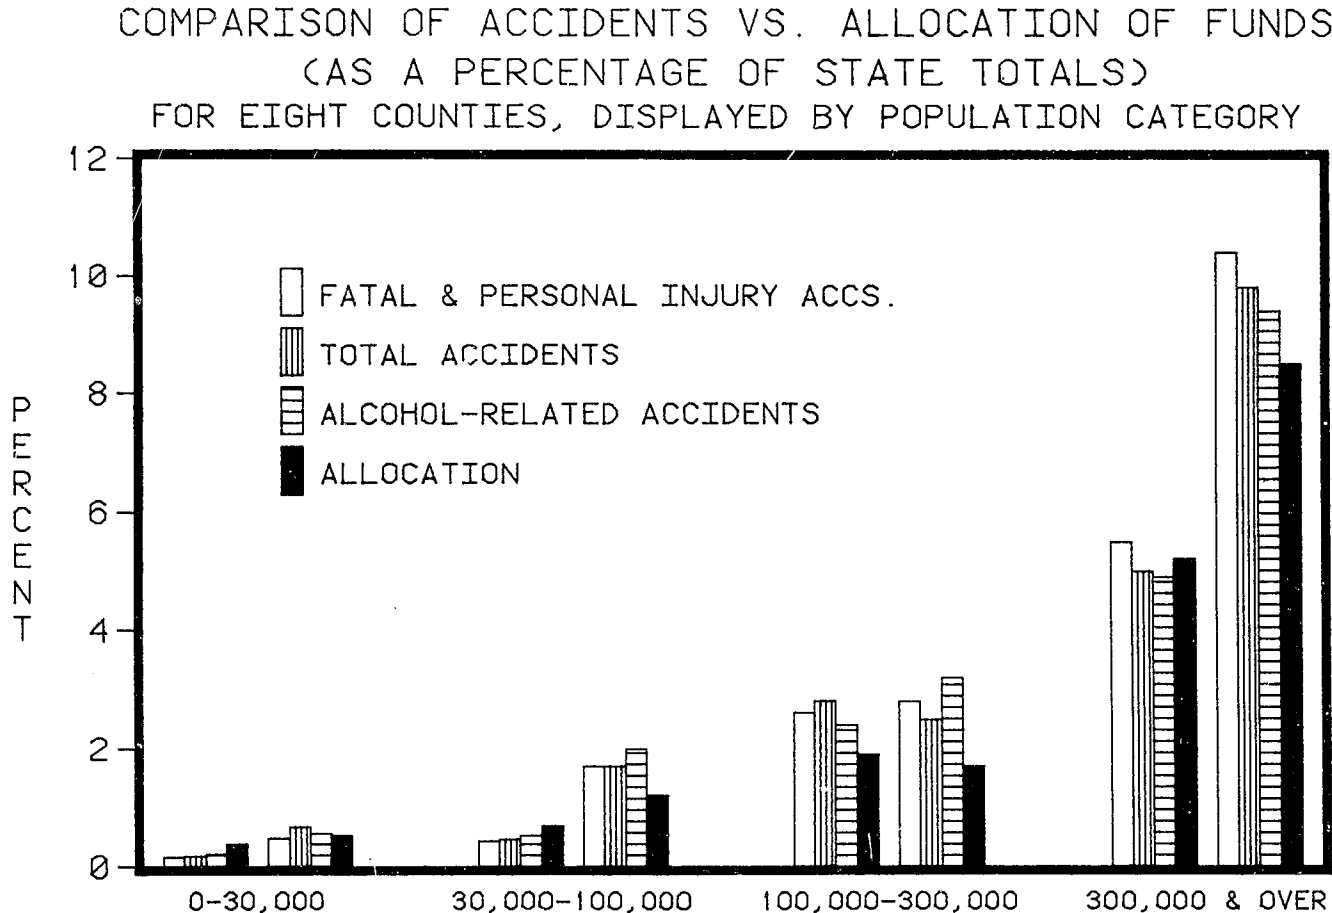 COMPARISON OF ACCIDENTS VS. ALLOCATION OF FUNDS
(AS A PERCENTAGE OF STATE TOTALS)
FOR EIGHT COUNTIES, DISPLAYED BY POPULATION CATEGORY
12
10
8
6
4
2
0
PERCENT
FATAL & PERSONAL INJURY ACCS.
TOTAL ACCIDENTS
ALCOHOL-RELATED ACCIDENTS
ALLOCATION
0-30,000 30,000-100,000 100,000-300,000 300,000 & OVER